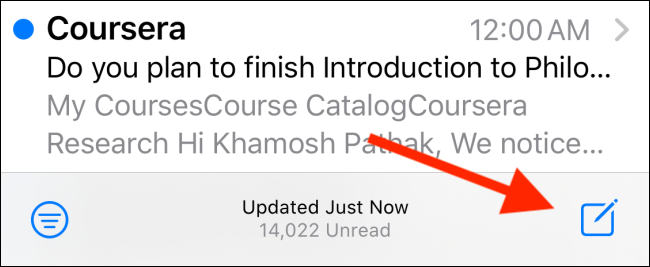 Coursera 12:00 AM
Do you plan to finish Introduction to Philo...
My CoursesCourse CatalogCoursera
Research Hi Khamosh Pathak, We notice...
Updated Just Now
14,022 Unread